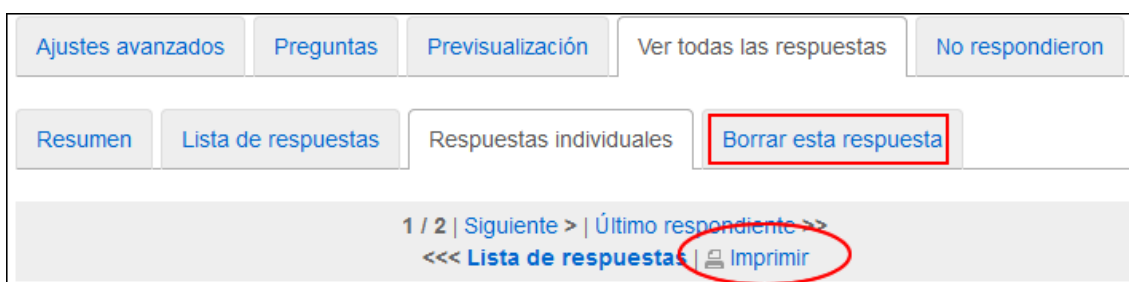 Ajustes avanzados Preguntas Previsualización Ver todas las respuestas No respondieron
Resumen Lista de respuestas Respuestas individuales Borrar esta respuesta
1 / 2 | Siguiente > | Último respondiente >>
<<< Lista de respuestas | Imprimir